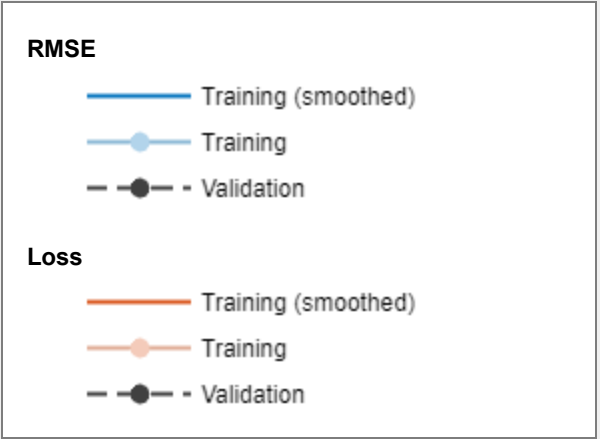 RMSE
Training (smoothed)
Training
Validation
Loss
Training (smoothed)
Training
Validation